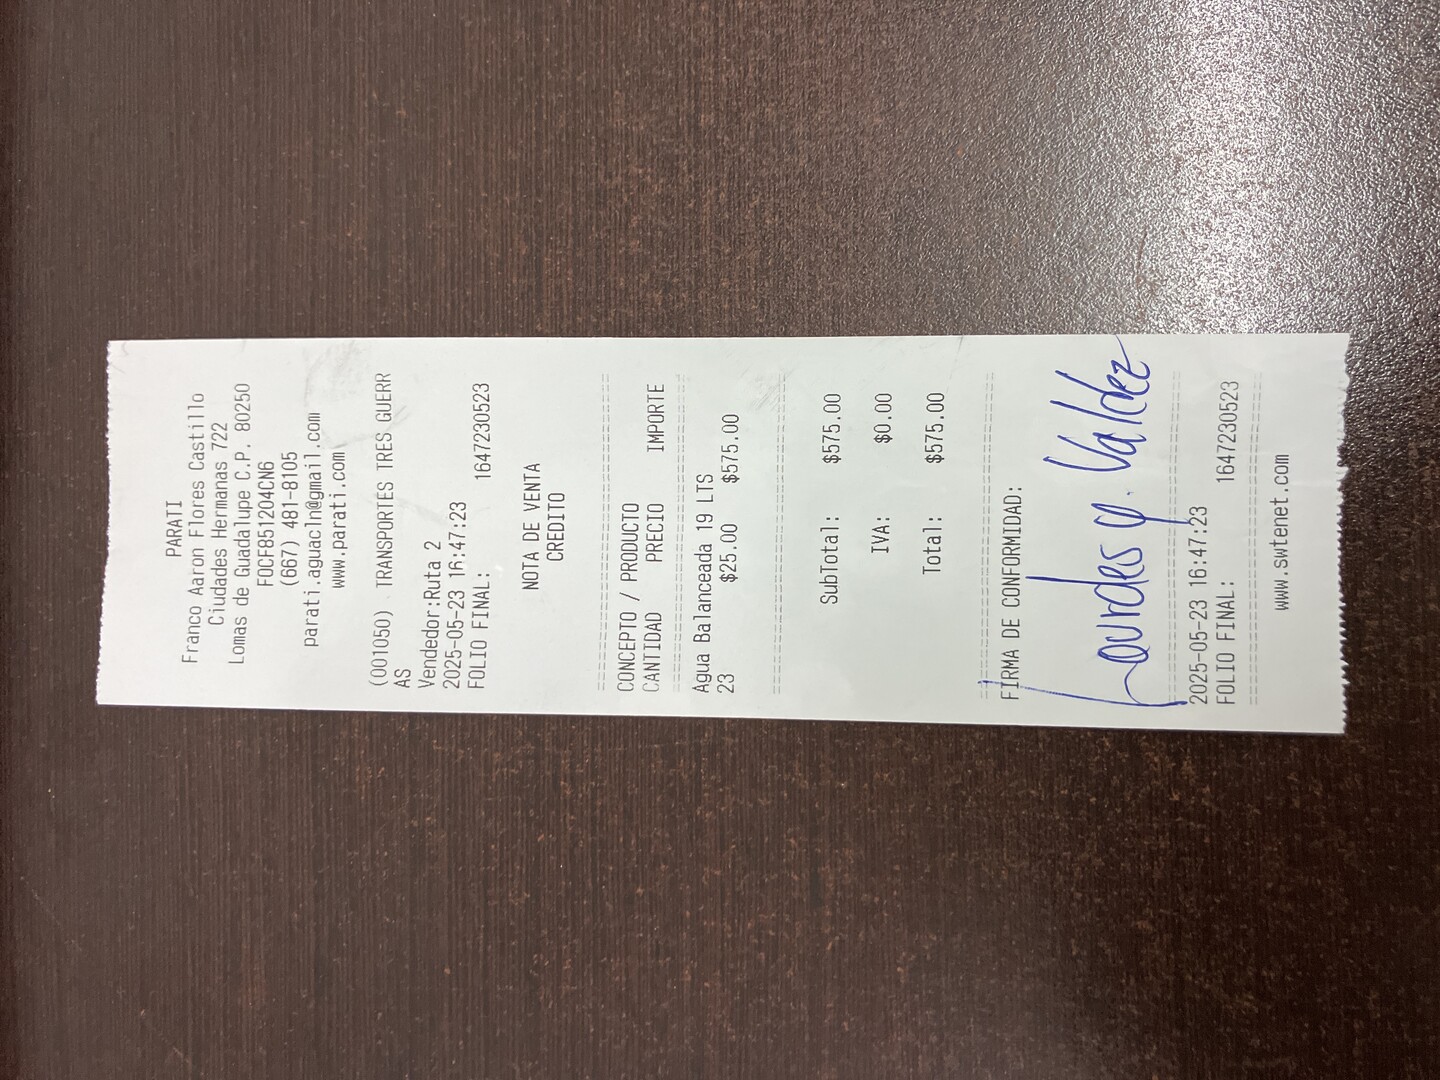 PARATI
Franco Aaron Flores Castillo
Ciudades Hermanas 722
Lomas de Guadalupe C.P. 80250
FOCF851204CN6
(667) 481-8105
parati.aguacln@gmail.com
www.parati.com
(001050) TRANSPORTES TRES GUERR
AS
Vendedor:Ruta 2
2025-05-23 16:47:23
FOLIO FINAL: 1647230523
NOTA DE VENTA
CREDITO
CONCEPTO / PRODUCTO
CANTIDAD PRECIO IMPORTE
Agua Balanceada 19 LTS
23 $25.00 $575.00
SubTotal: $575.00
IVA: $0.00
Total: $575.00
FIRMA DE CONFORMIDAD:
Lourdes g. Valdez
2025-05-23 16:47:23
FOLIO FINAL: 1647230523
www.swtenet.com